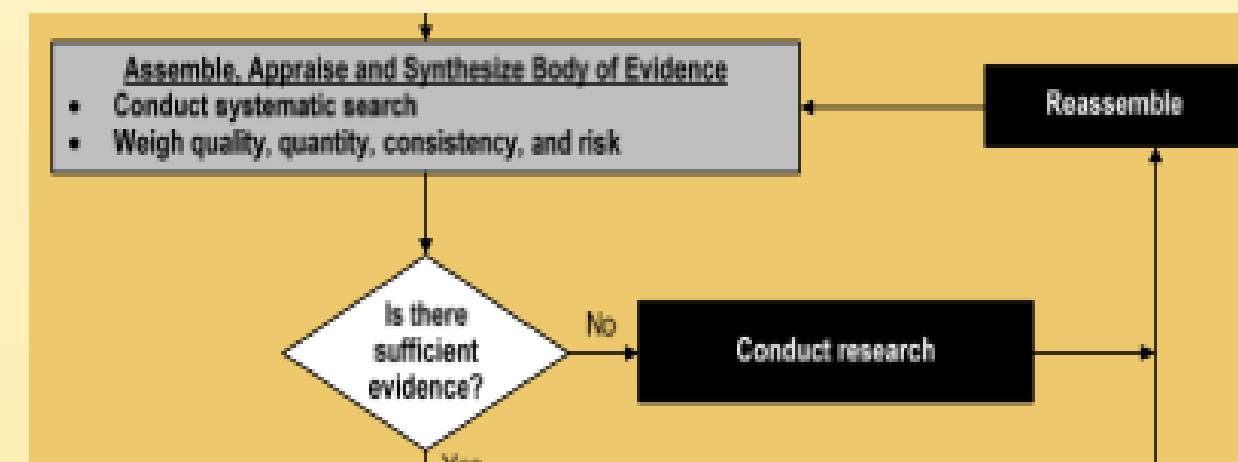 Assemble, Appraise and Synthesize Body of Evidence
• Conduct systematic search
• Weigh quality, quantity, consistency, and risk
Reassemble
Is there
sufficient
evidence?
No
Conduct research